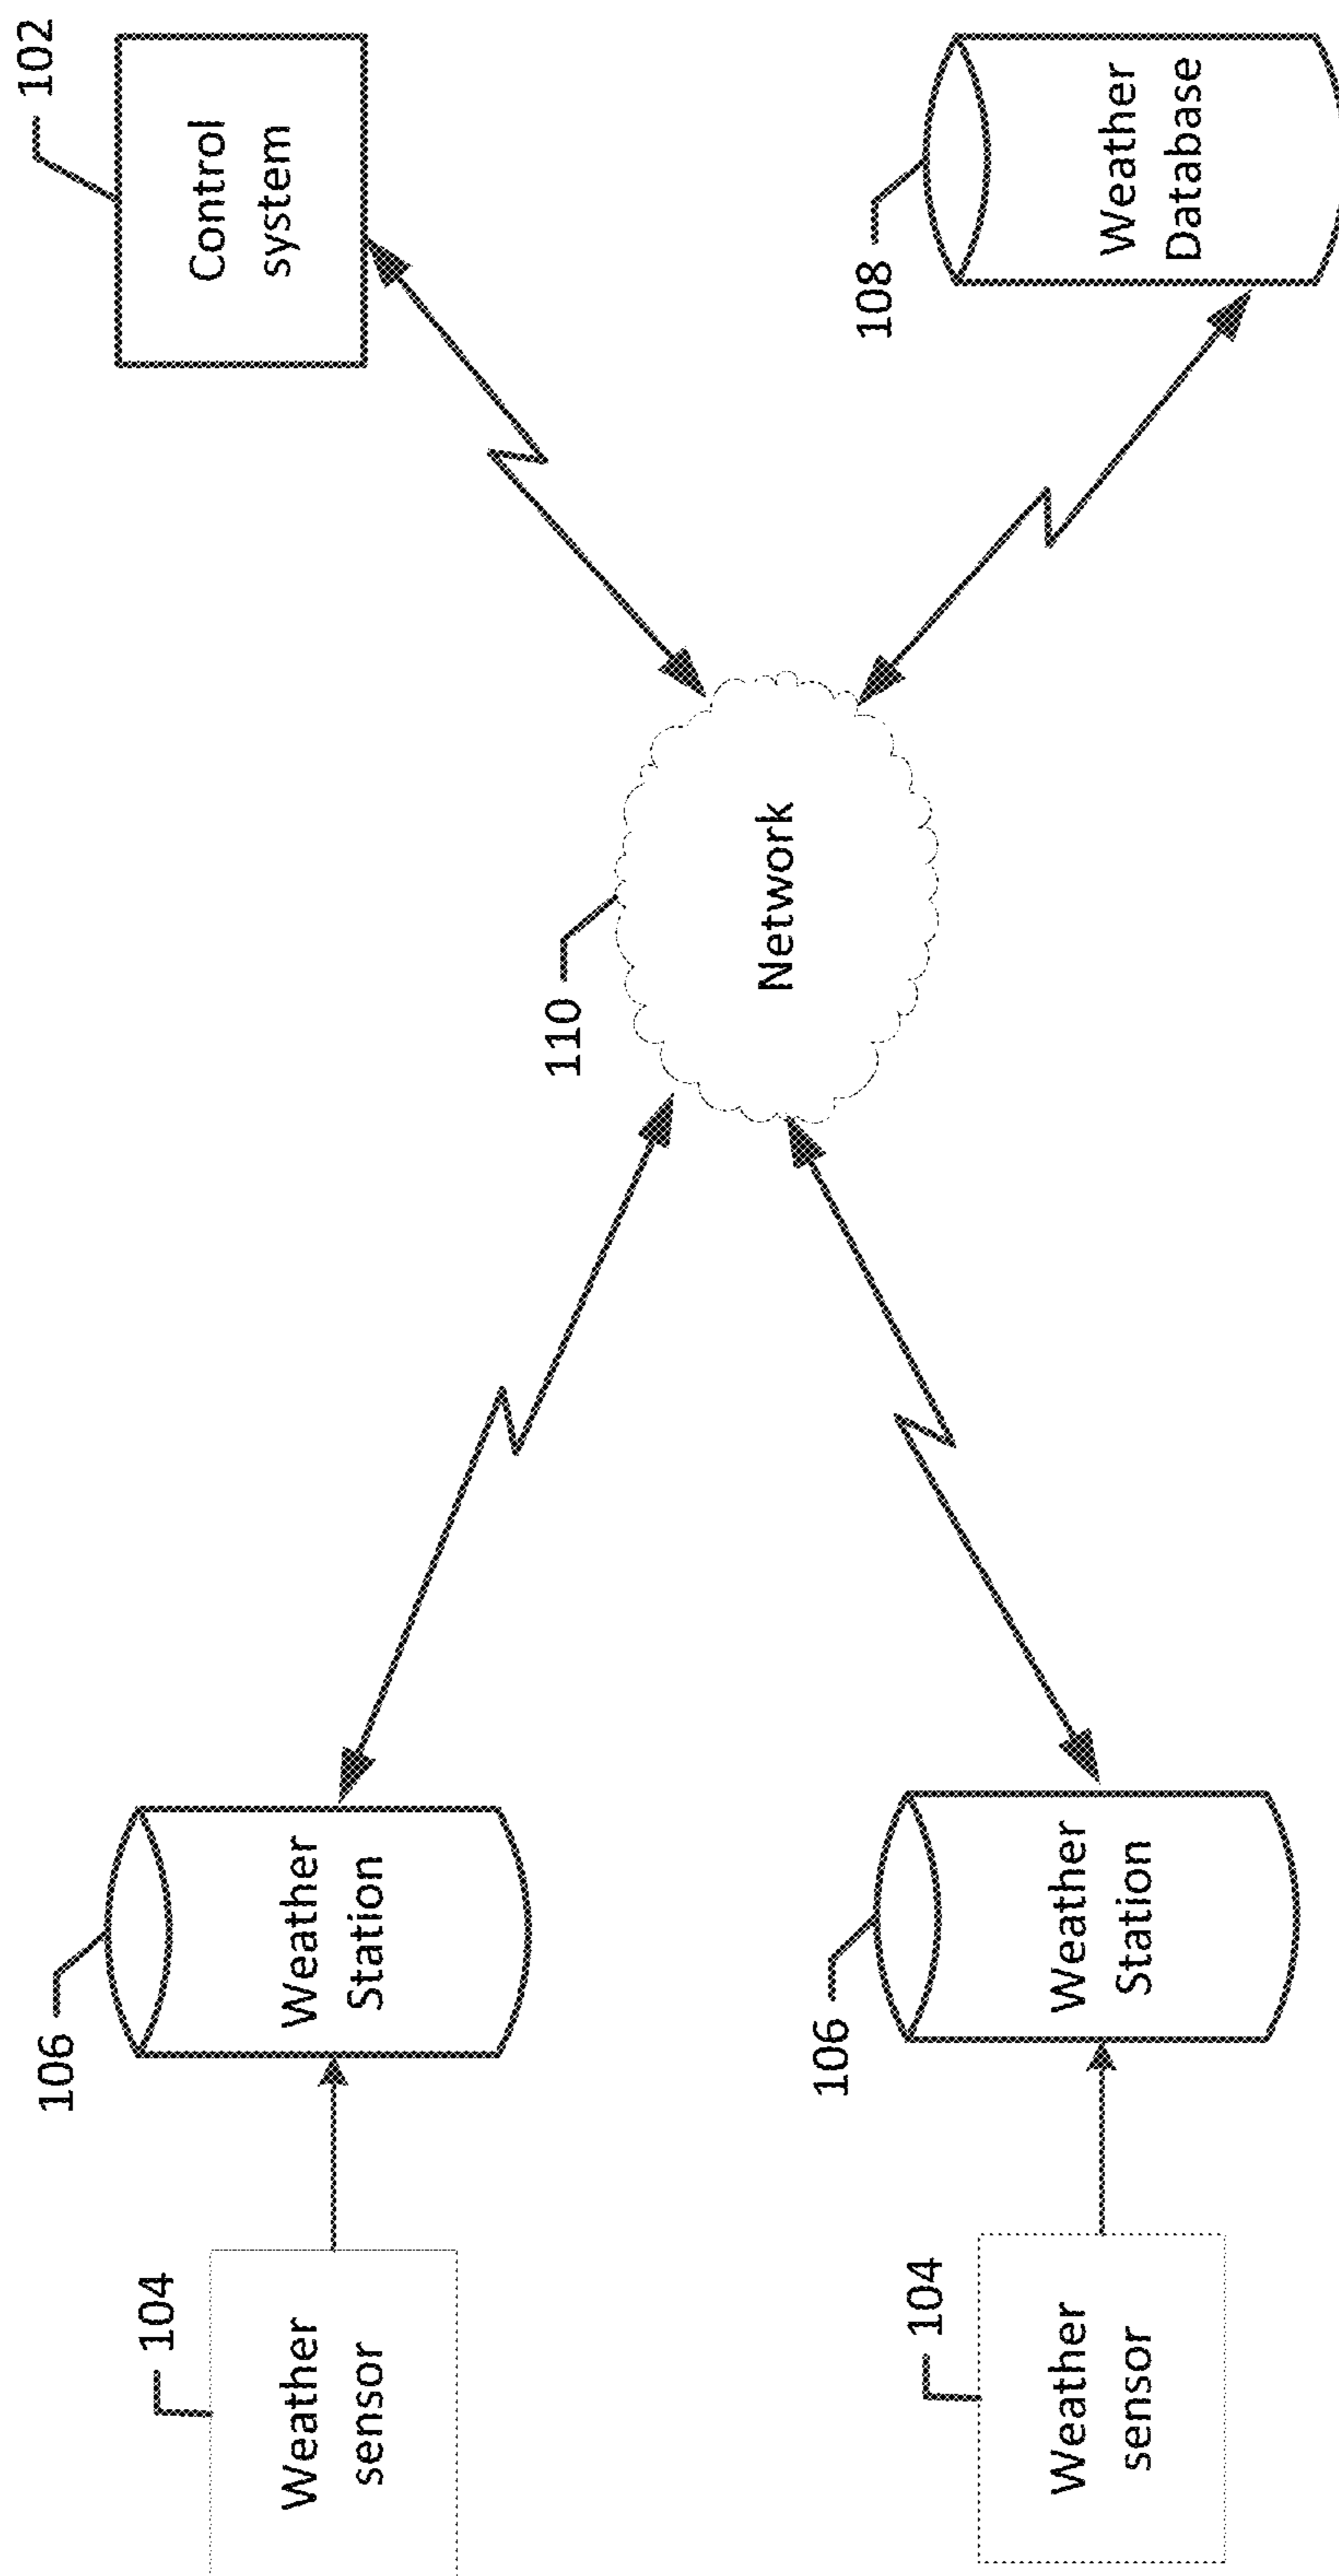 104
Weather
sensor
106
Weather
Station
104
Weather
sensor
106
Weather
Station
110
Network
102
Control
system
108
Weather
Database